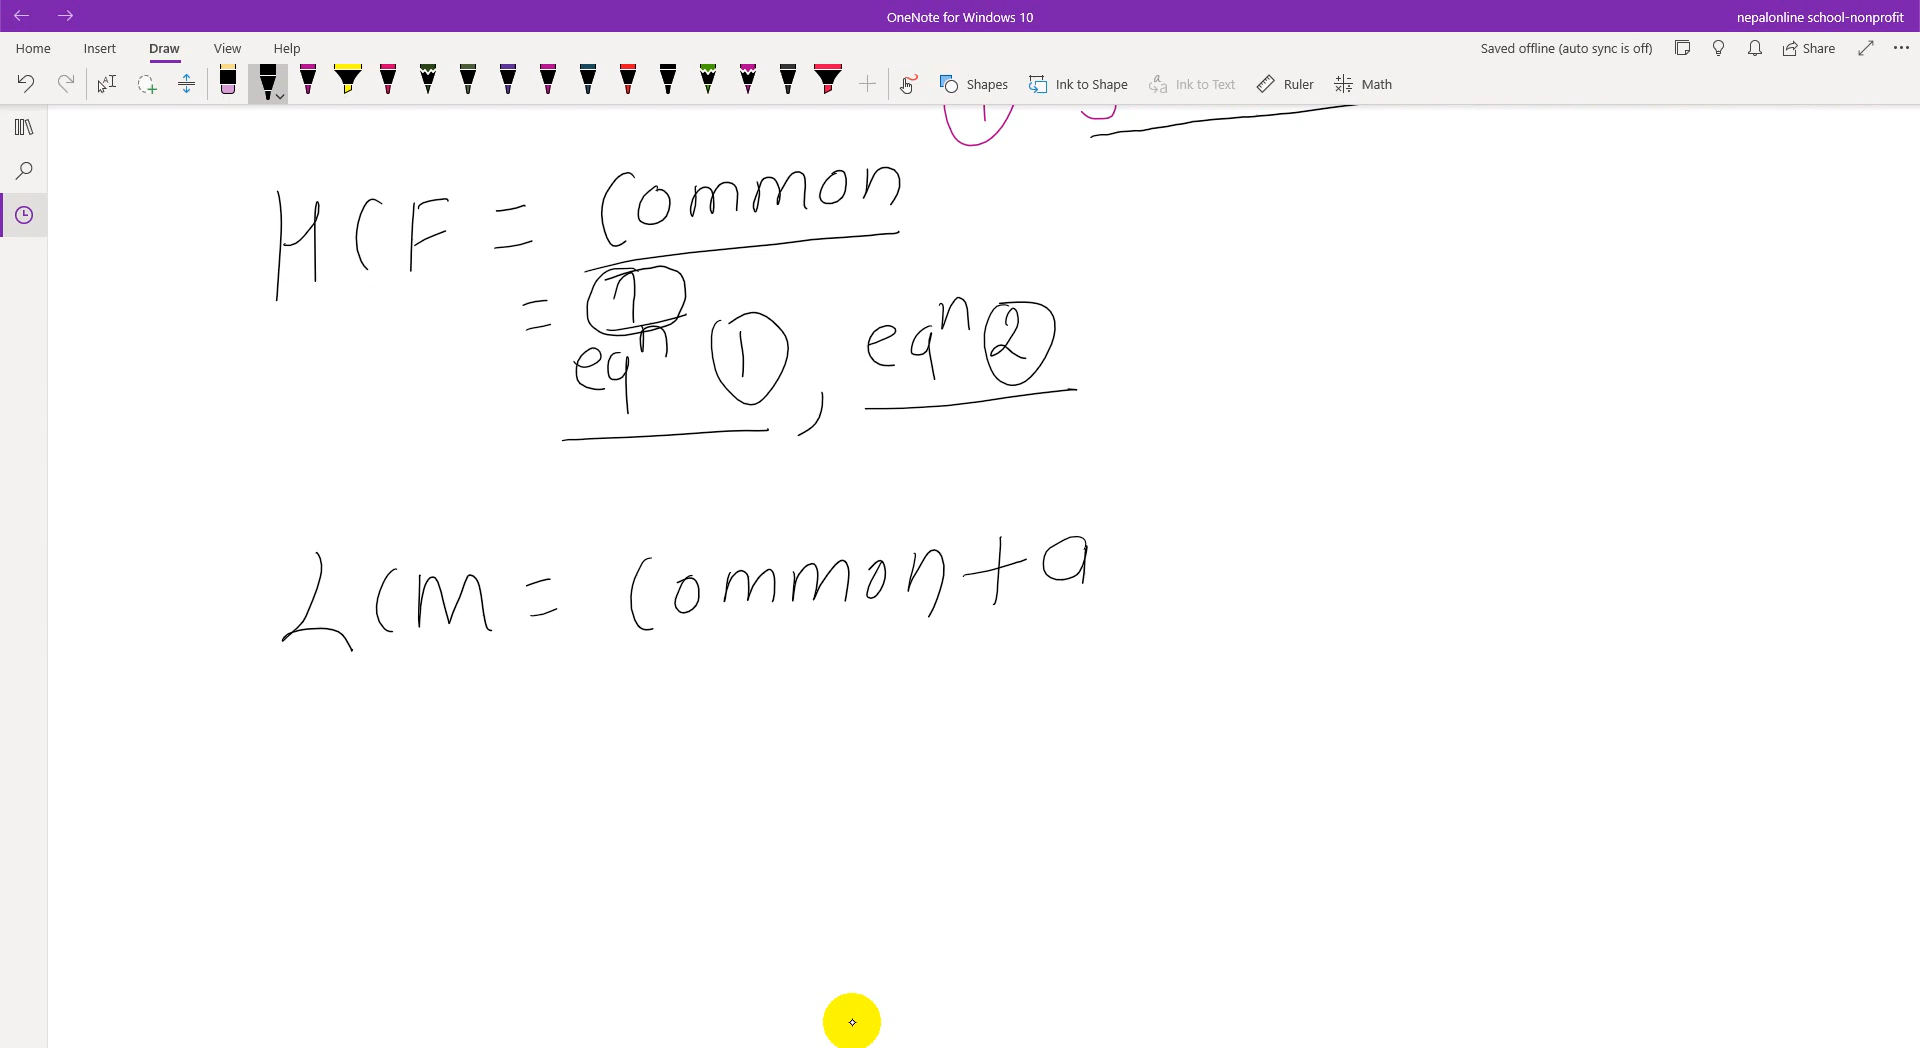 OneNote for Windows 10
nepalonline school-nonprofit
Home Insert Draw View Help
Saved offline (auto sync is off) Share
Shapes Ink to Shape Ink to Text Ruler Math
HCF = Common
= 1
eqⁿ 1, eqⁿ 2
LCM = Common + a